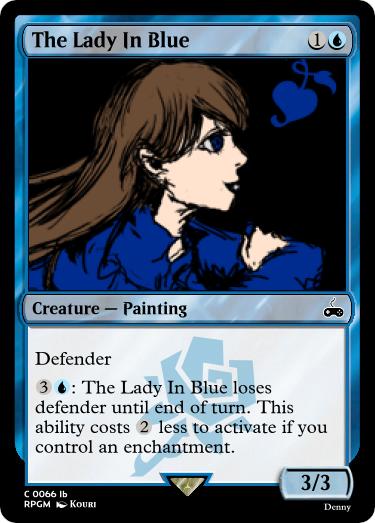 The Lady In Blue 1
Creature — Painting
Defender
3 : The Lady In Blue loses
defender until end of turn. This
ability costs 2 less to activate if you
control an enchantment.
3/3
C 0066 Ib
RPGM Kouri
Denny